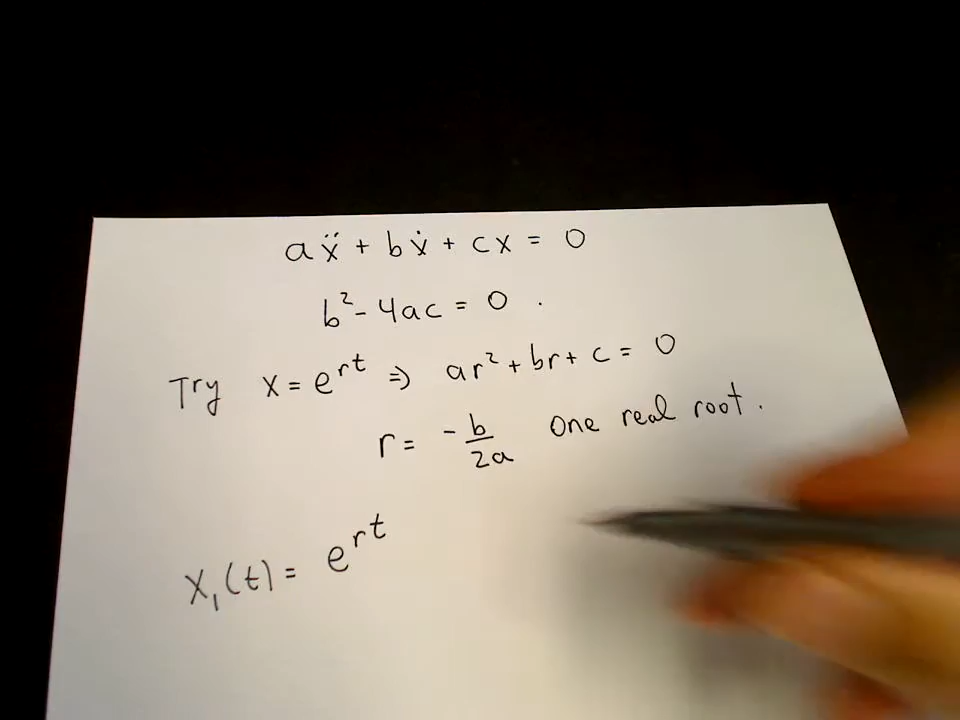 aẍ + bẋ + cx = 0
b² - 4ac = 0 .
Try x = e^{rt} ⇒ ar² + br + c = 0
r = -b/2a One real root.
X₁(t) = e^{rt}